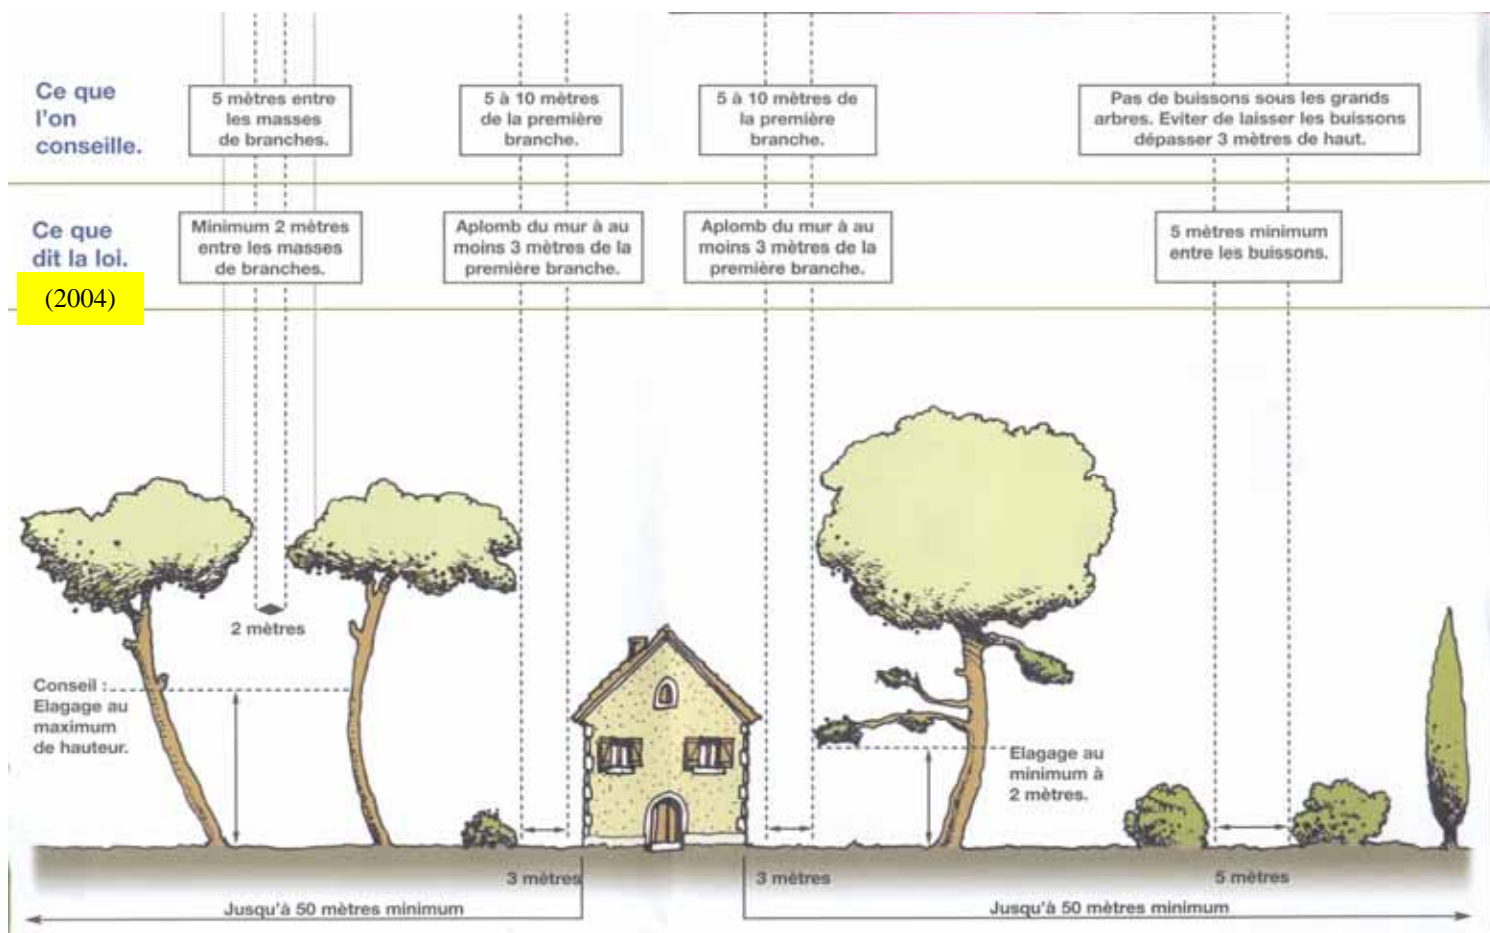 Ce que
l'on
conseille.
5 mètres entre
les masses
de branches.
5 à 10 mètres
de la première
branche.
5 à 10 mètres de
la première
branche.
Pas de buissons sous les grands
arbres. Eviter de laisser les buissons
dépasser 3 mètres de haut.
Ce que
dit la loi.
(2004)
Minimum 2 mètres
entre les masses
de branches.
Aplomb du mur à au
moins 3 mètres de la
première branche.
Aplomb du mur à au
moins 3 mètres de la
première branche.
5 mètres minimum
entre les buissons.
2 mètres
Conseil :
Elagage au
maximum
de hauteur.
Elagage au
minimum à
2 mètres.
3 mètres
3 mètres
5 mètres
Jusqu'à 50 mètres minimum
Jusqu'à 50 mètres minimum